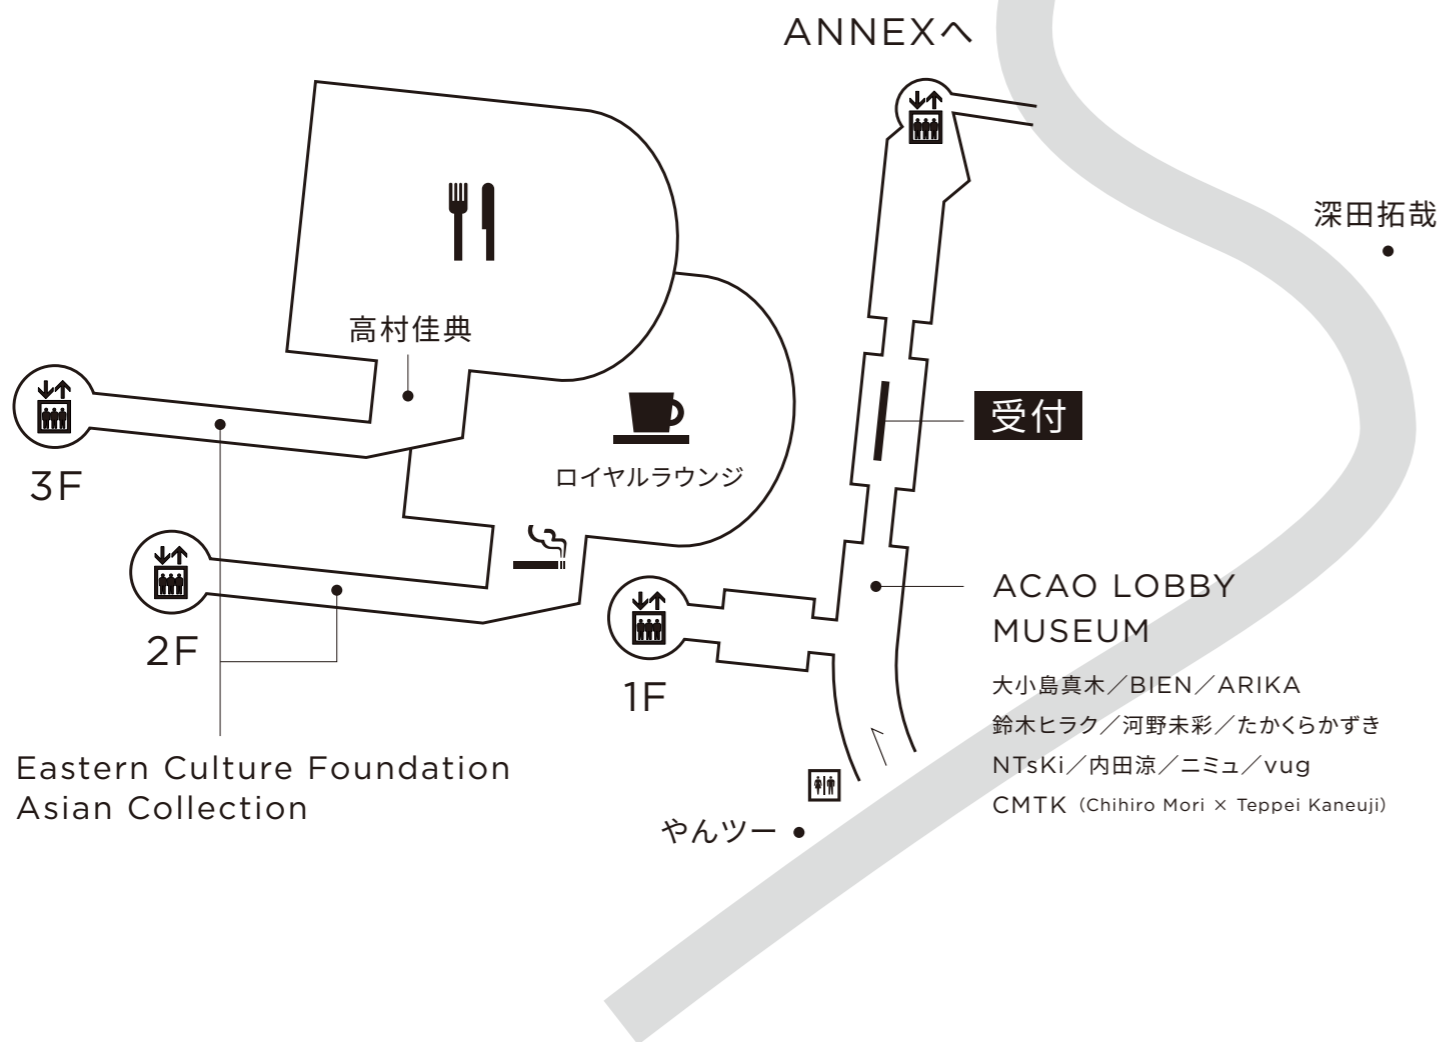 ANNEXへ
深田拓哉
高村佳典
受付
ロイヤルラウンジ
3F
2F
1F
ACAO LOBBY
MUSEUM
大小島真木／BIEN／ARIKA
鈴木ヒラク／河野未彩／たかくらかずき
NTsKi／内田涼／ニミュ／vug
CMTK（Chihiro Mori × Teppei Kaneuji）
Eastern Culture Foundation
Asian Collection
やんツー